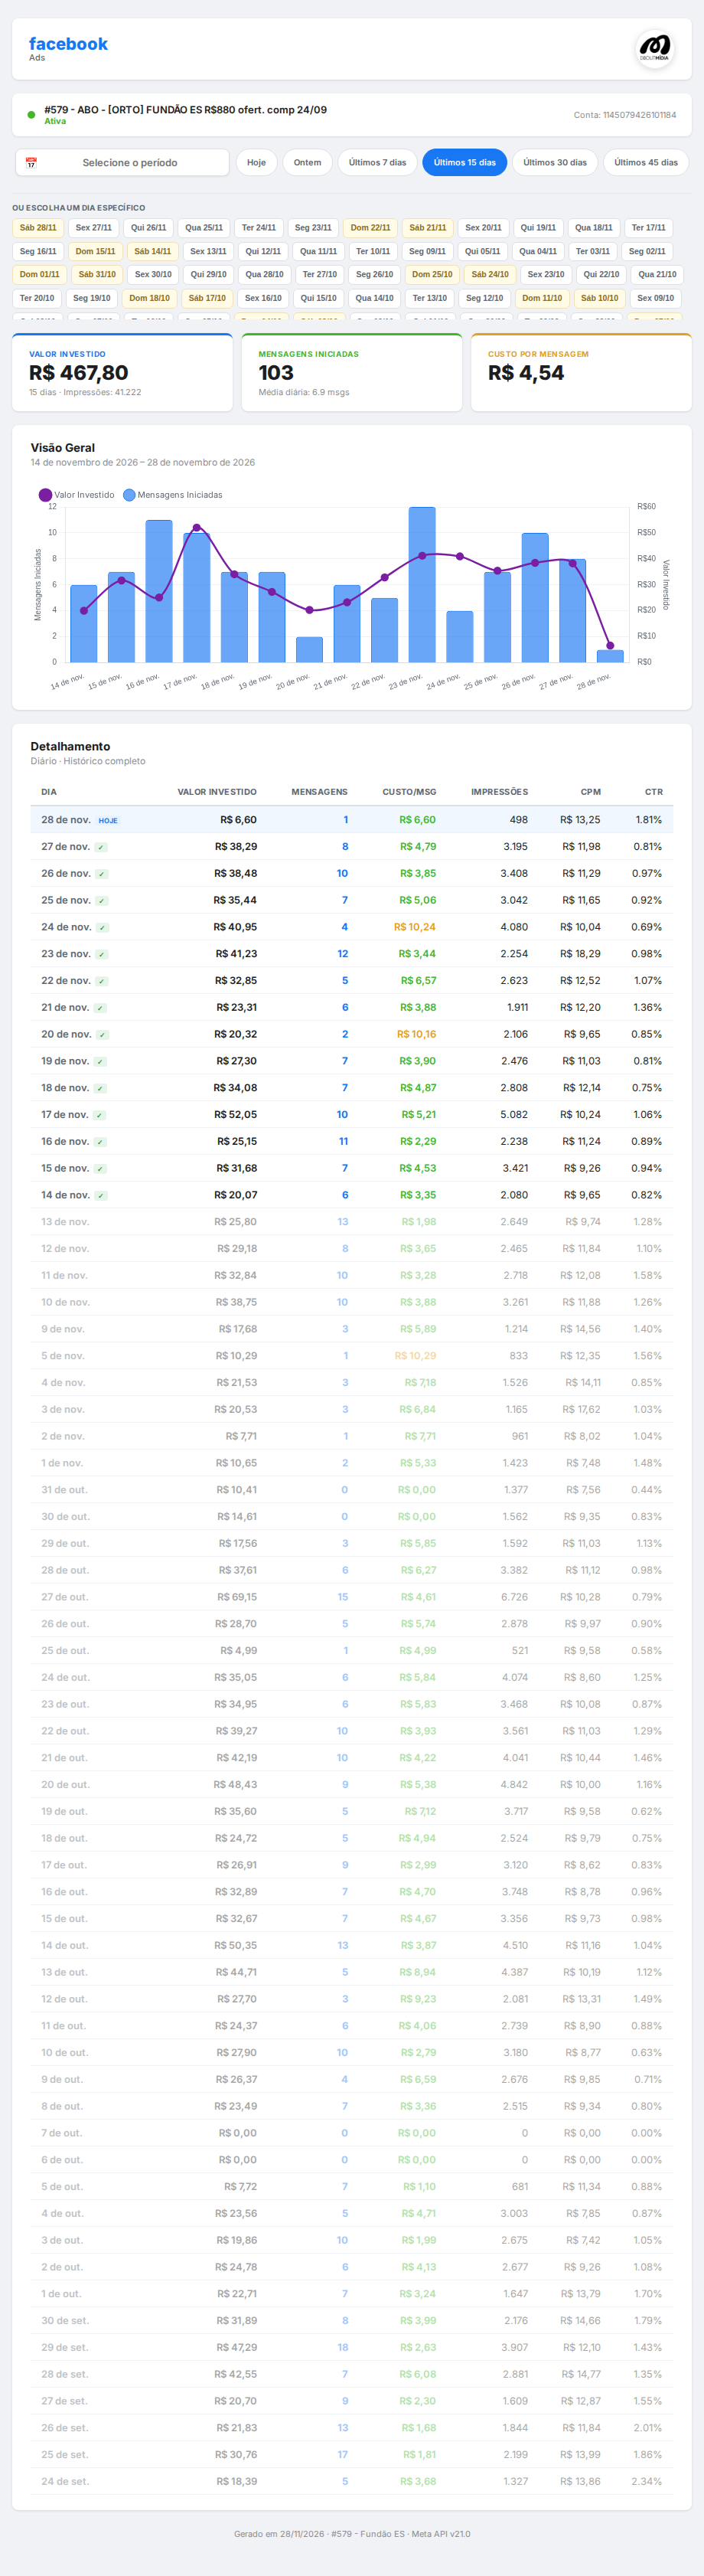 facebook
Ads
DBOUTMÍDIA
#579 - ABO - [ORTO] FUNDÃO ES R$880 ofert. comp 24/09
Ativa
Conta: 1145079426101184
Selecione o período Hoje Ontem Últimos 7 dias Últimos 15 dias Últimos 30 dias Últimos 45 dias
OU ESCOLHA UM DIA ESPECÍFICO
Sáb 28/11 Sex 27/11 Qui 26/11 Qua 25/11 Ter 24/11 Seg 23/11 Dom 22/11 Sáb 21/11 Sex 20/11 Qui 19/11 Qua 18/11 Ter 17/11
Seg 16/11 Dom 15/11 Sáb 14/11 Sex 13/11 Qui 12/11 Qua 11/11 Ter 10/11 Seg 09/11 Qui 05/11 Qua 04/11 Ter 03/11 Seg 02/11
Dom 01/11 Sáb 31/10 Sex 30/10 Qui 29/10 Qua 28/10 Ter 27/10 Seg 26/10 Dom 25/10 Sáb 24/10 Sex 23/10 Qui 22/10 Qua 21/10
Ter 20/10 Seg 19/10 Dom 18/10 Sáb 17/10 Sex 16/10 Qui 15/10 Qua 14/10 Ter 13/10 Seg 12/10 Dom 11/10 Sáb 10/10 Sex 09/10
VALOR INVESTIDO
R$ 467,80
15 dias · Impressões: 41.222
MENSAGENS INICIADAS
103
Média diária: 6.9 msgs
CUSTO POR MENSAGEM
R$ 4,54
Visão Geral
14 de novembro de 2026 – 28 de novembro de 2026
Valor Investido Mensagens Iniciadas
Mensagens Iniciadas
12
10
8
6
4
2
0
R$60
R$50
R$40
R$30
R$20
R$10
R$0
Valor Investido
14 de nov. 15 de nov. 16 de nov. 17 de nov. 18 de nov. 19 de nov. 20 de nov. 21 de nov. 22 de nov. 23 de nov. 24 de nov. 25 de nov. 26 de nov. 27 de nov. 28 de nov.
Detalhamento
Diário · Histórico completo
DIA VALOR INVESTIDO MENSAGENS CUSTO/MSG IMPRESSÕES CPM CTR
28 de nov. HOJE R$ 6,60 1 R$ 6,60 498 R$ 13,25 1.81%
27 de nov. ✓ R$ 38,29 8 R$ 4,79 3.195 R$ 11,98 0.81%
26 de nov. ✓ R$ 38,48 10 R$ 3,85 3.408 R$ 11,29 0.97%
25 de nov. ✓ R$ 35,44 7 R$ 5,06 3.042 R$ 11,65 0.92%
24 de nov. ✓ R$ 40,95 4 R$ 10,24 4.080 R$ 10,04 0.69%
23 de nov. ✓ R$ 41,23 12 R$ 3,44 2.254 R$ 18,29 0.98%
22 de nov. ✓ R$ 32,85 5 R$ 6,57 2.623 R$ 12,52 1.07%
21 de nov. ✓ R$ 23,31 6 R$ 3,88 1.911 R$ 12,20 1.36%
20 de nov. ✓ R$ 20,32 2 R$ 10,16 2.106 R$ 9,65 0.85%
19 de nov. ✓ R$ 27,30 7 R$ 3,90 2.476 R$ 11,03 0.81%
18 de nov. ✓ R$ 34,08 7 R$ 4,87 2.808 R$ 12,14 0.75%
17 de nov. ✓ R$ 52,05 10 R$ 5,21 5.082 R$ 10,24 1.06%
16 de nov. ✓ R$ 25,15 11 R$ 2,29 2.238 R$ 11,24 0.89%
15 de nov. ✓ R$ 31,68 7 R$ 4,53 3.421 R$ 9,26 0.94%
14 de nov. ✓ R$ 20,07 6 R$ 3,35 2.080 R$ 9,65 0.82%
13 de nov. R$ 25,80 13 R$ 1,98 2.649 R$ 9,74 1.28%
12 de nov. R$ 29,18 8 R$ 3,65 2.465 R$ 11,84 1.10%
11 de nov. R$ 32,84 10 R$ 3,28 2.718 R$ 12,08 1.58%
10 de nov. R$ 38,75 10 R$ 3,88 3.261 R$ 11,88 1.26%
9 de nov. R$ 17,68 3 R$ 5,89 1.214 R$ 14,56 1.40%
5 de nov. R$ 10,29 1 R$ 10,29 833 R$ 12,35 1.56%
4 de nov. R$ 21,53 3 R$ 7,18 1.526 R$ 14,11 0.85%
3 de nov. R$ 20,53 3 R$ 6,84 1.165 R$ 17,62 1.03%
2 de nov. R$ 7,71 1 R$ 7,71 961 R$ 8,02 1.04%
1 de nov. R$ 10,65 2 R$ 5,33 1.423 R$ 7,48 1.48%
31 de out. R$ 10,41 0 R$ 0,00 1.377 R$ 7,56 0.44%
30 de out. R$ 14,61 0 R$ 0,00 1.562 R$ 9,35 0.83%
29 de out. R$ 17,56 3 R$ 5,85 1.592 R$ 11,03 1.13%
28 de out. R$ 37,61 6 R$ 6,27 3.382 R$ 11,12 0.98%
27 de out. R$ 69,15 15 R$ 4,61 6.726 R$ 10,28 0.79%
26 de out. R$ 28,70 5 R$ 5,74 2.878 R$ 9,97 0.90%
25 de out. R$ 4,99 1 R$ 4,99 521 R$ 9,58 0.58%
24 de out. R$ 35,05 6 R$ 5,84 4.074 R$ 8,60 1.25%
23 de out. R$ 34,95 6 R$ 5,83 3.468 R$ 10,08 0.87%
22 de out. R$ 39,27 10 R$ 3,93 3.561 R$ 11,03 1.29%
21 de out. R$ 42,19 10 R$ 4,22 4.041 R$ 10,44 1.46%
20 de out. R$ 48,43 9 R$ 5,38 4.842 R$ 10,00 1.16%
19 de out. R$ 35,60 5 R$ 7,12 3.717 R$ 9,58 0.62%
18 de out. R$ 24,72 5 R$ 4,94 2.524 R$ 9,79 0.75%
17 de out. R$ 26,91 9 R$ 2,99 3.120 R$ 8,62 0.83%
16 de out. R$ 32,89 7 R$ 4,70 3.748 R$ 8,78 0.96%
15 de out. R$ 32,67 7 R$ 4,67 3.356 R$ 9,73 0.98%
14 de out. R$ 50,35 13 R$ 3,87 4.510 R$ 11,16 1.04%
13 de out. R$ 44,71 5 R$ 8,94 4.387 R$ 10,19 1.12%
12 de out. R$ 27,70 3 R$ 9,23 2.081 R$ 13,31 1.49%
11 de out. R$ 24,37 6 R$ 4,06 2.739 R$ 8,90 0.88%
10 de out. R$ 27,90 10 R$ 2,79 3.180 R$ 8,77 0.63%
9 de out. R$ 26,37 4 R$ 6,59 2.676 R$ 9,85 0.71%
8 de out. R$ 23,49 7 R$ 3,36 2.515 R$ 9,34 0.80%
7 de out. R$ 0,00 0 R$ 0,00 0 R$ 0,00 0.00%
6 de out. R$ 0,00 0 R$ 0,00 0 R$ 0,00 0.00%
5 de out. R$ 7,72 7 R$ 1,10 681 R$ 11,34 0.88%
4 de out. R$ 23,56 5 R$ 4,71 3.003 R$ 7,85 0.87%
3 de out. R$ 19,86 10 R$ 1,99 2.675 R$ 7,42 1.05%
2 de out. R$ 24,78 6 R$ 4,13 2.677 R$ 9,26 1.08%
1 de out. R$ 22,71 7 R$ 3,24 1.647 R$ 13,79 1.70%
30 de set. R$ 31,89 8 R$ 3,99 2.176 R$ 14,66 1.79%
29 de set. R$ 47,29 18 R$ 2,63 3.907 R$ 12,10 1.43%
28 de set. R$ 42,55 7 R$ 6,08 2.881 R$ 14,77 1.35%
27 de set. R$ 20,70 9 R$ 2,30 1.609 R$ 12,87 1.55%
26 de set. R$ 21,83 13 R$ 1,68 1.844 R$ 11,84 2.01%
25 de set. R$ 30,76 17 R$ 1,81 2.199 R$ 13,99 1.86%
24 de set. R$ 18,39 5 R$ 3,68 1.327 R$ 13,86 2.34%
Gerado em 28/11/2026 · #579 - Fundão ES · Meta API v21.0